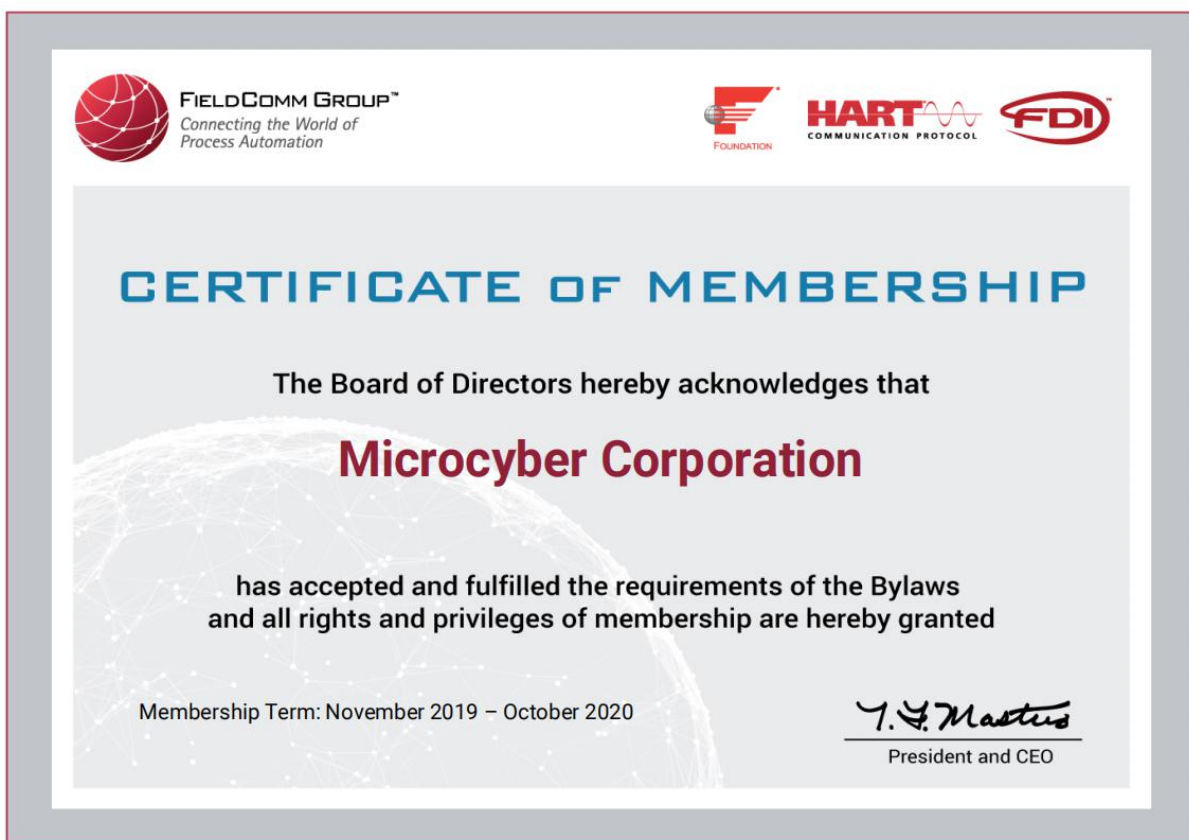 FIELDCOMM GROUP™
Connecting the World of
Process Automation
FOUNDATION
HART
COMMUNICATION PROTOCOL
FDI™
CERTIFICATE OF MEMBERSHIP
The Board of Directors hereby acknowledges that
Microcyber Corporation
has accepted and fulfilled the requirements of the Bylaws
and all rights and privileges of membership are hereby granted
Membership Term: November 2019 – October 2020
T.F. Masters
President and CEO